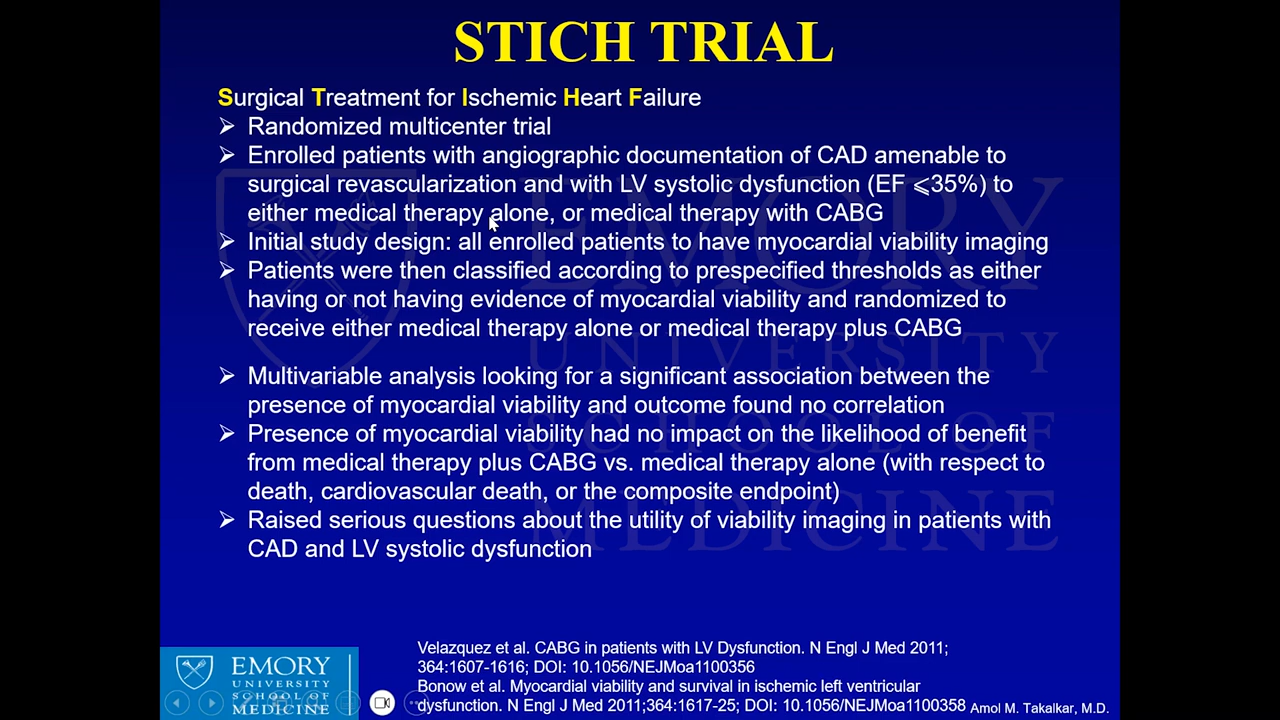 STICH TRIAL
Surgical Treatment for Ischemic Heart Failure
➢ Randomized multicenter trial
➢ Enrolled patients with angiographic documentation of CAD amenable to
surgical revascularization and with LV systolic dysfunction (EF ⩽35%) to
either medical therapy alone, or medical therapy with CABG
➢ Initial study design: all enrolled patients to have myocardial viability imaging
➢ Patients were then classified according to prespecified thresholds as either
having or not having evidence of myocardial viability and randomized to
receive either medical therapy alone or medical therapy plus CABG
➢ Multivariable analysis looking for a significant association between the
presence of myocardial viability and outcome found no correlation
➢ Presence of myocardial viability had no impact on the likelihood of benefit
from medical therapy plus CABG vs. medical therapy alone (with respect to
death, cardiovascular death, or the composite endpoint)
➢ Raised serious questions about the utility of viability imaging in patients with
CAD and LV systolic dysfunction
EMORY
UNIVERSITY
SCHOOL OF
MEDICINE
Velazquez et al. CABG in patients with LV Dysfunction. N Engl J Med 2011;
364:1607-1616; DOI: 10.1056/NEJMoa1100356
Bonow et al. Myocardial viability and survival in ischemic left ventricular
dysfunction. N Engl J Med 2011;364:1617-25; DOI: 10.1056/NEJMoa1100358
Amol M. Takalkar, M.D.
EMORY
UNIVERSITY
SCHOOL OF
MEDICINE